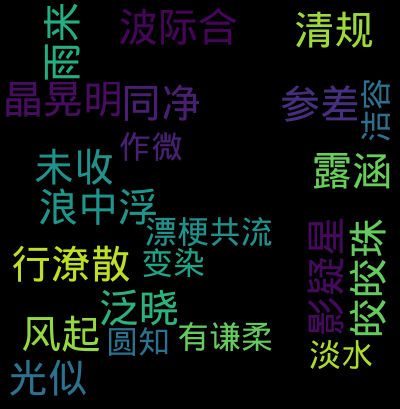 雨来
波际合
清规
晶晃明
同净
参差
洁容
作微
未收
露涵
浪中浮
漂梗共流
影疑星
皎皎珠
行潦散
变染
泛晓
风起
圆知
有谦柔
淡水
光似